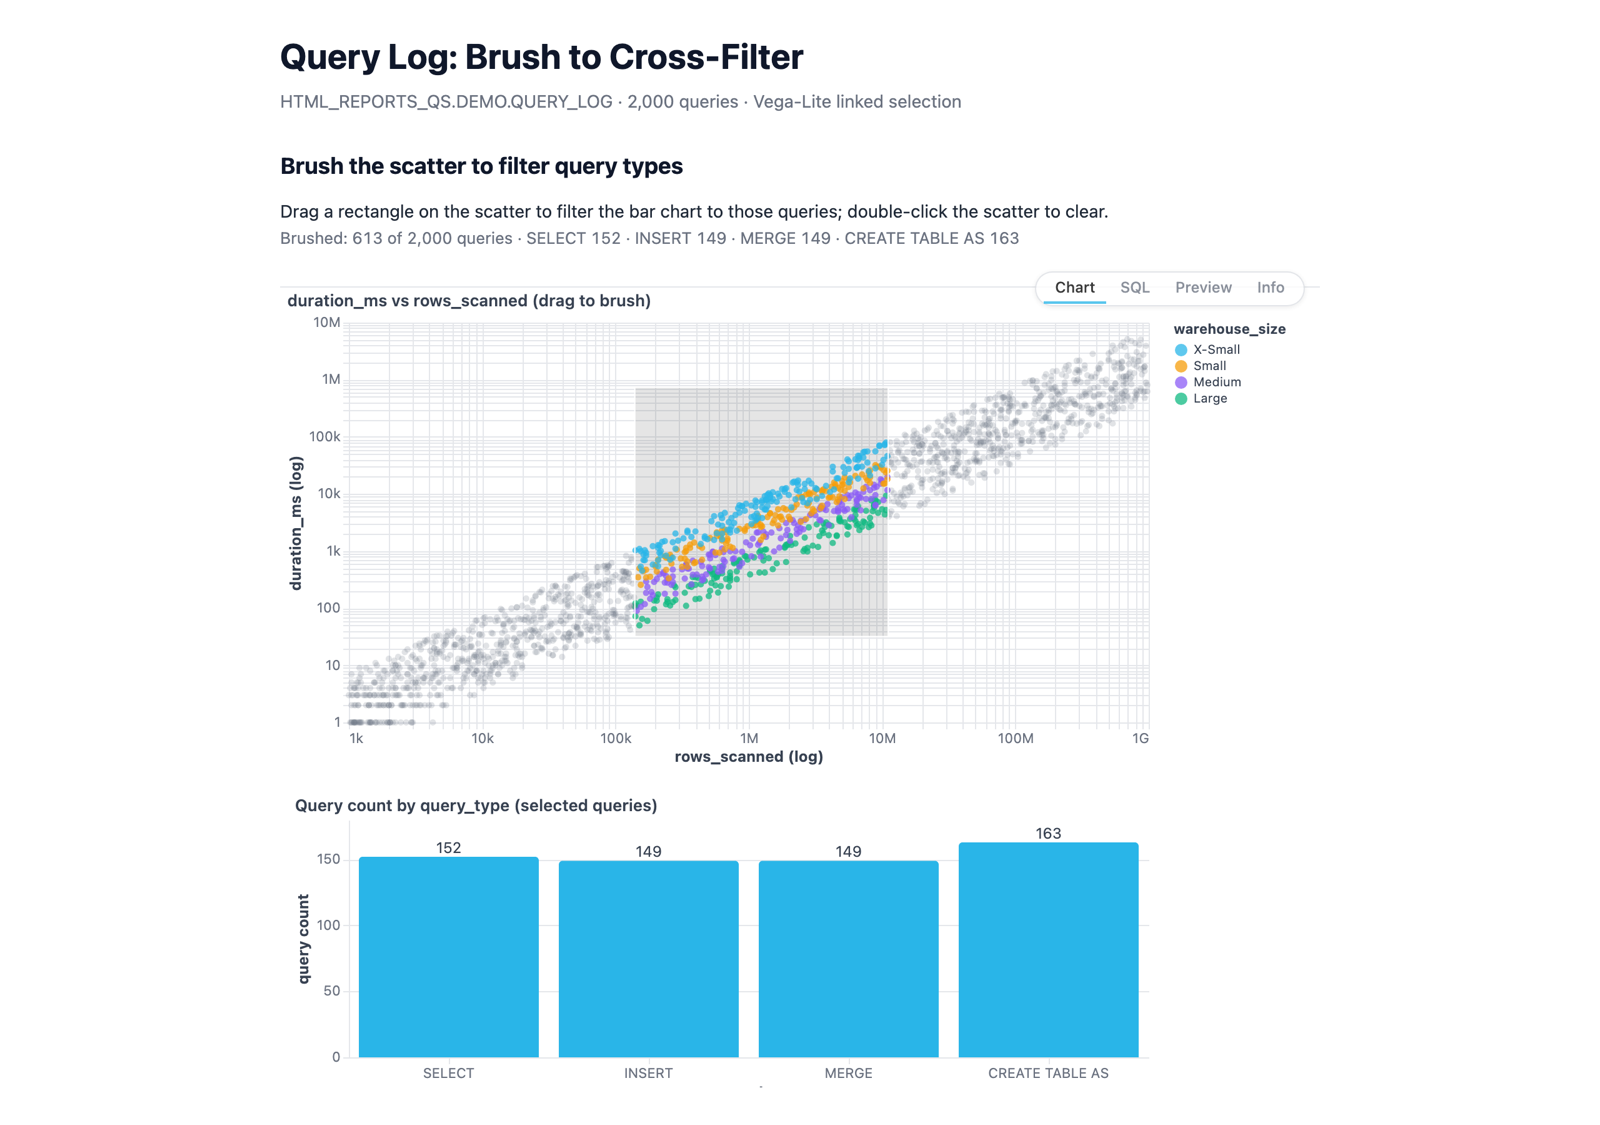 Query Log: Brush to Cross-Filter
HTML_REPORTS_QS.DEMO.QUERY_LOG · 2,000 queries · Vega-Lite linked selection
Brush the scatter to filter query types
Drag a rectangle on the scatter to filter the bar chart to those queries; double-click the scatter to clear.
Brushed: 613 of 2,000 queries · SELECT 152 · INSERT 149 · MERGE 149 · CREATE TABLE AS 163
Chart SQL Preview Info
duration_ms vs rows_scanned (drag to brush)
warehouse_size
X-Small
Small
Medium
Large
duration_ms (log)
10M
1M
100k
10k
1k
100
10
1
1k 10k 100k 1M 10M 100M 1G
rows_scanned (log)
Query count by query_type (selected queries)
query count
150
100
50
0
152 149 149 163
SELECT INSERT MERGE CREATE TABLE AS